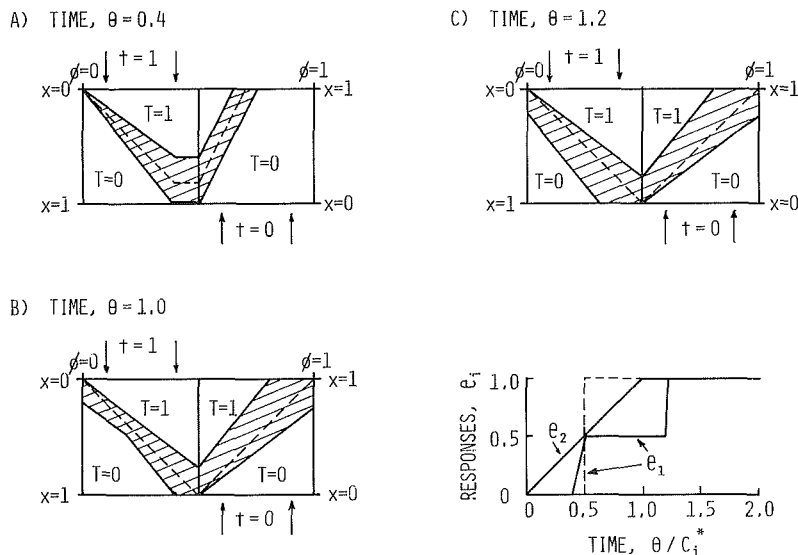 A) TIME, θ=0.4
φ=0
t=1
φ=1
x=0
x=1
T=1
T=0
T=0
x=1
x=0
t=0
B) TIME, θ=1.0
φ=0
t=1
φ=1
x=0
x=1
T=1
T=1
T=0
T=0
x=1
x=0
t=0
C) TIME, θ=1.2
φ=0
t=1
φ=1
x=0
x=1
T=1
T=1
T=0
T=0
x=1
x=0
t=0
RESPONSES, e_i
1.0
0.5
0
e_2
e_1
0 0.5 1.0 1.5 2.0
TIME, θ/C_i^*